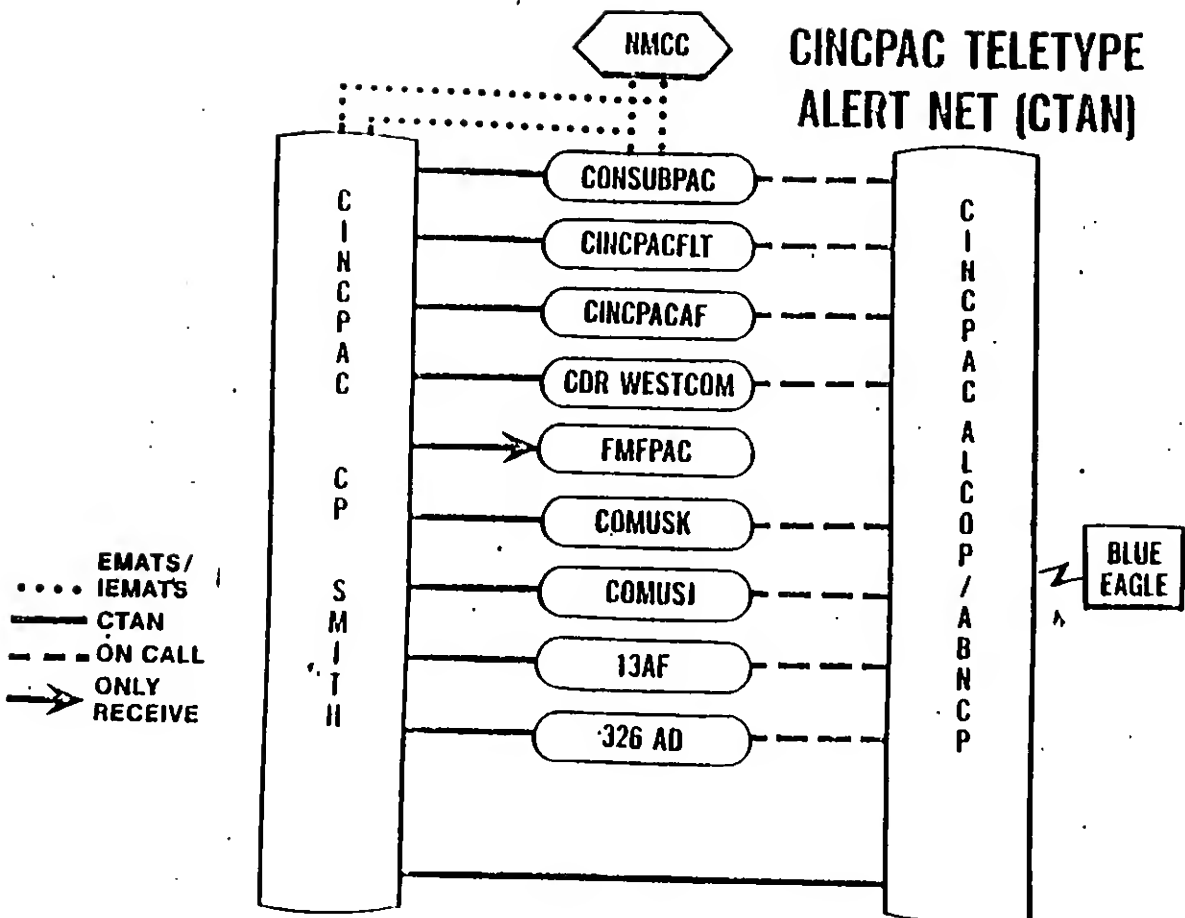 NMCC
CINCPAC TELETYPE
ALERT NET (CTAN)
CINCPAC CP SMITH
CONSUBPAC
CINCPACFLT
CINCPACAF
CDR WESTCOM
FMFPAC
COMUSK
COMUSJ
13AF
326 AD
CINCPAC ALCOP/ABNCP
BLUE
EAGLE
EMATS/
IEMATS
CTAN
ON CALL
ONLY
RECEIVE